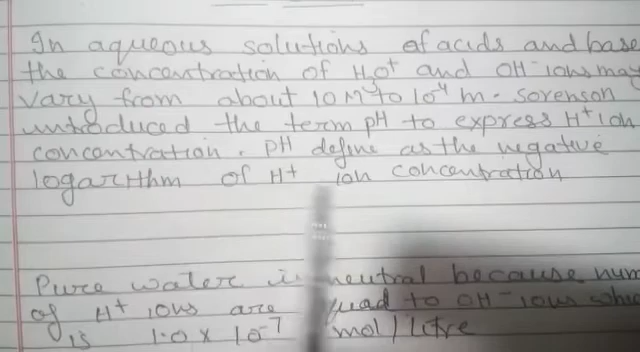 In aqueous solutions of acids and base
the concentration of H3O+ and OH- ions may
vary from about 10 M to 10-4 m. Sorenson
introduced the term pH to express H+ ion
concentration. pH define as the negative
logarithm of H+ ion concentration
Pure water is neutral because num
of H+ ions are equal to OH- ions
is 1.0 x 10-7 mol/litre